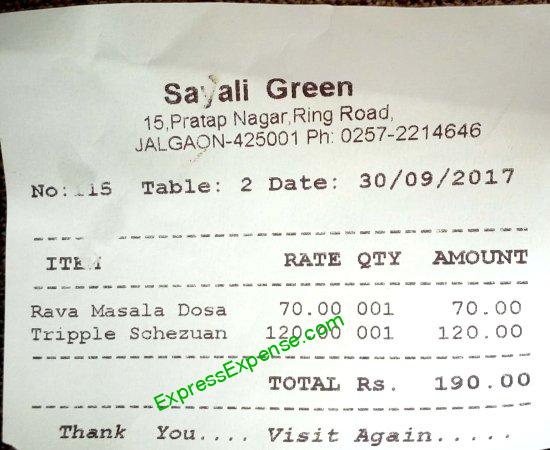 Sayali Green
15,Pratap Nagar,Ring Road,
JALGAON-425001 Ph: 0257-2214646
No: 115 Table: 2 Date: 30/09/2017
ITEM RATE QTY AMOUNT
Rava Masala Dosa 70.00 001 70.00
Tripple Schezuan 120.00 001 120.00
ExpressExpense.com
TOTAL Rs. 190.00
Thank You.... Visit Again.....